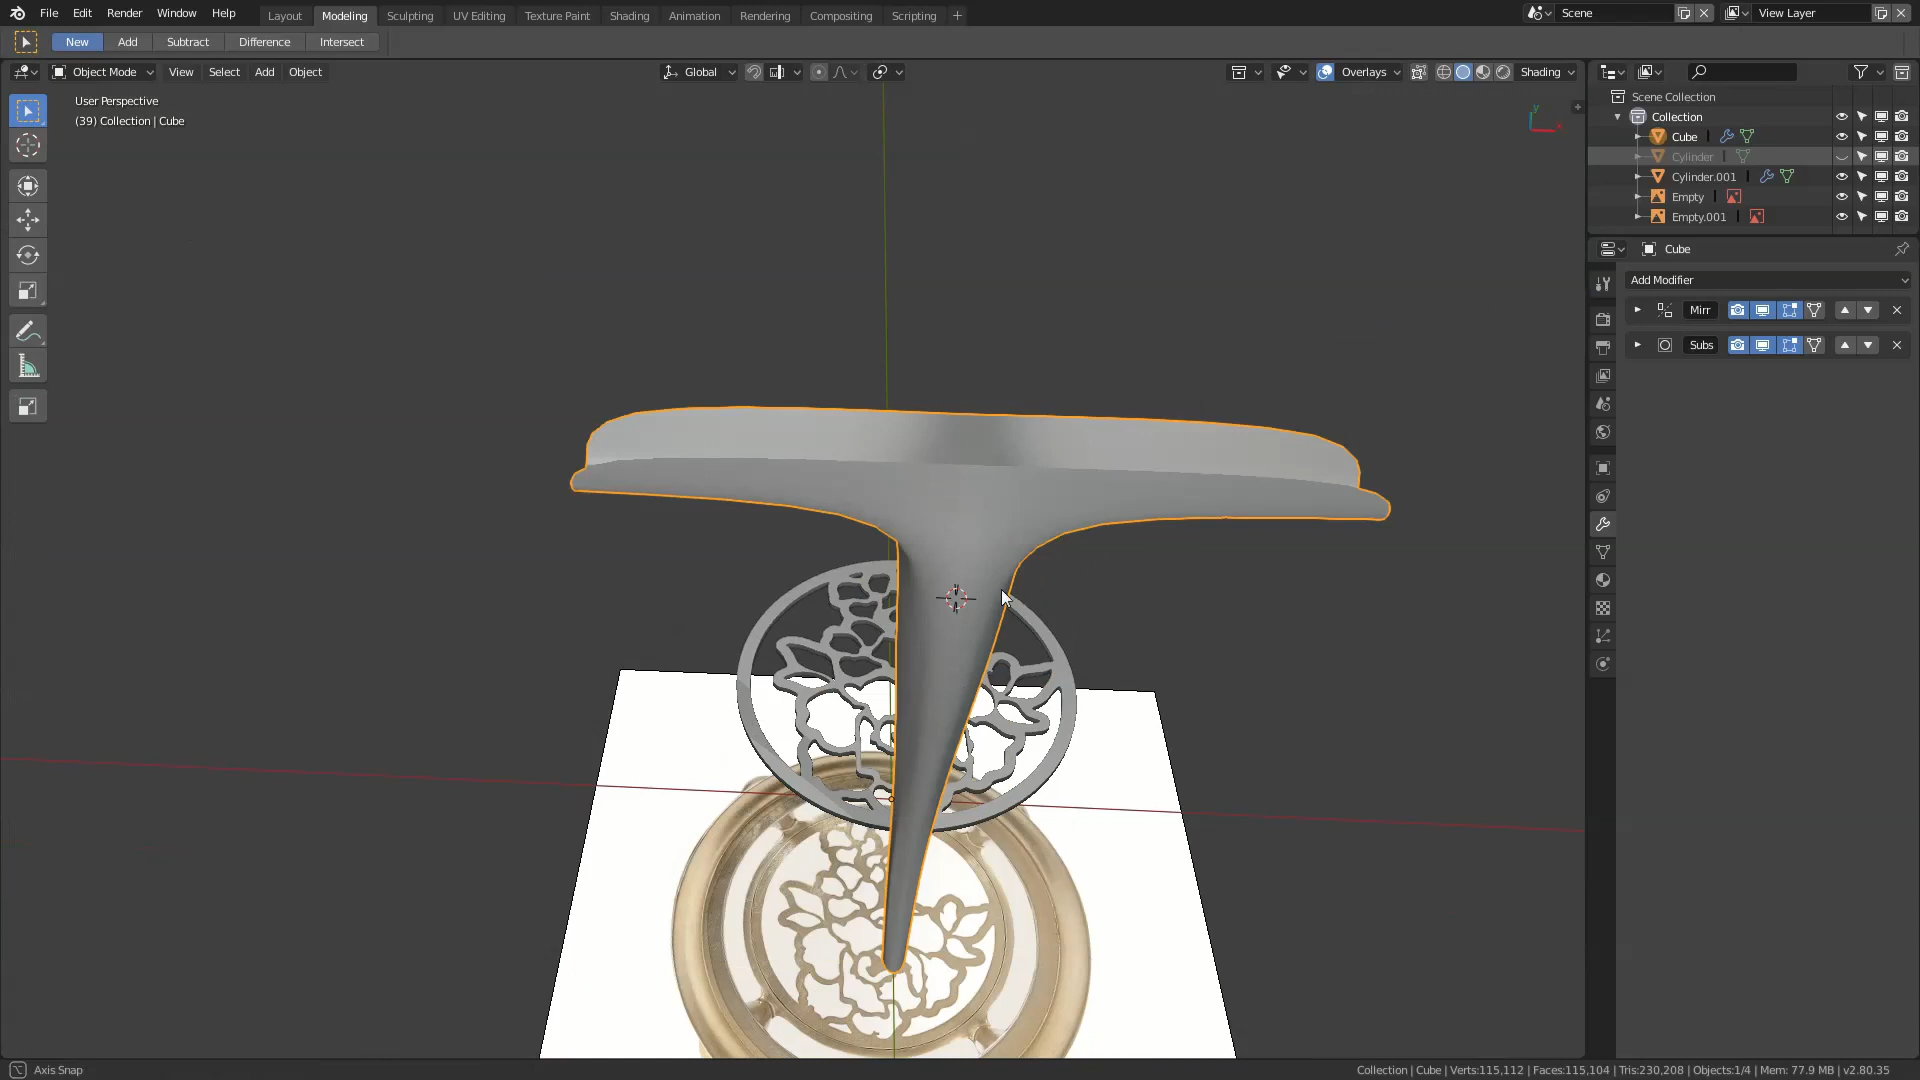 File Edit Render Window Help Layout Modeling Sculpting UV Editing Texture Paint Shading Animation Rendering Compositing Scripting + Scene View Layer
New Add Subtract Difference Intersect
Object Mode View Select Add Object Global Overlays Shading
User Perspective
(39) Collection | Cube
Y
X
Scene Collection
Collection
Cube
Cylinder
Cylinder.001
Empty
Empty.001
Cube
Add Modifier
Mirr
Subs
Axis Snap Collection | Cube | Verts:115,112 | Faces:115,104 | Tris:230,208 | Objects:1/4 | Mem: 77.9 MB | v2.80.35